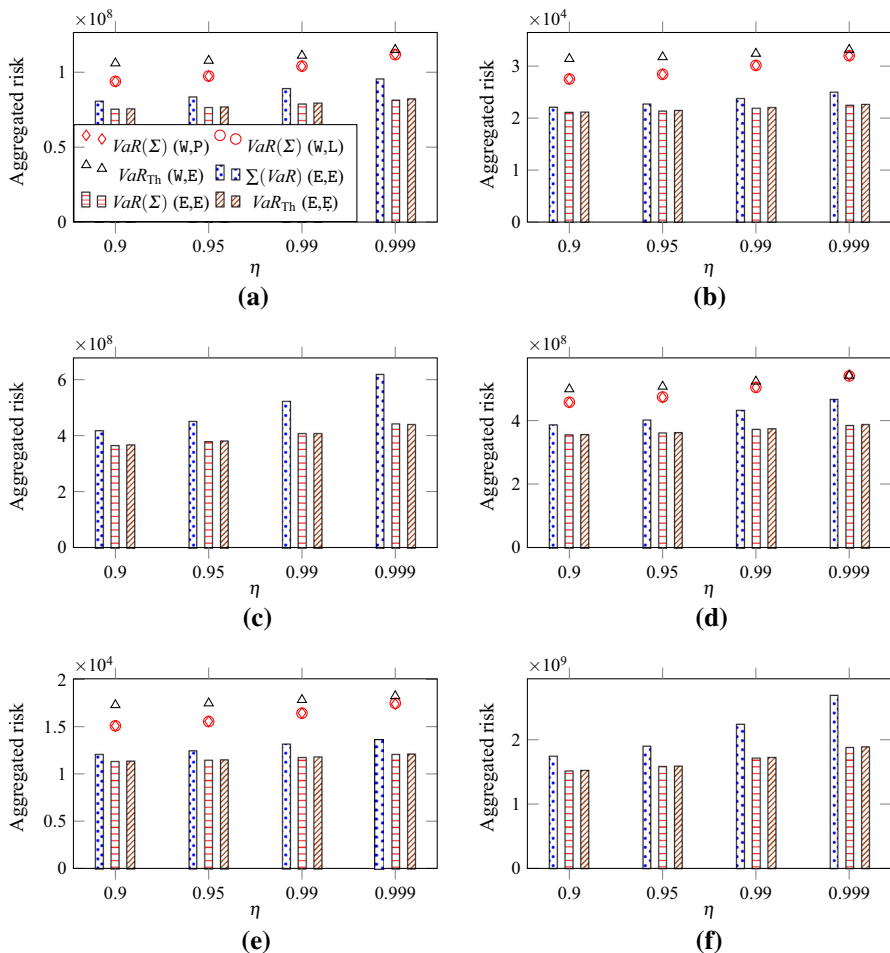 ×10^8
Aggregated risk
1
0.5
0
VaR(Σ) (W,P) VaR(Σ) (W,L)
VaR_Th (W,E) ∑(VaR) (E,E)
VaR(Σ) (E,E) VaR_Th (E,E)
0.9 0.95 0.99 0.999
η
(a)
×10^4
Aggregated risk
3
2
1
0
0.9 0.95 0.99 0.999
η
(b)
×10^8
Aggregated risk
6
4
2
0
0.9 0.95 0.99 0.999
η
(c)
×10^8
Aggregated risk
4
2
0
0.9 0.95 0.99 0.999
η
(d)
×10^4
Aggregated risk
2
1.5
1
0.5
0
0.9 0.95 0.99 0.999
η
(e)
×10^9
Aggregated risk
2
1
0
0.9 0.95 0.99 0.999
η
(f)